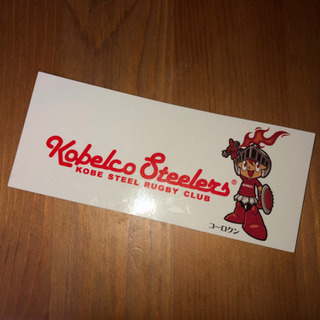 Kobelco Steelers®
KOBE STEEL RUGBY CLUB
コーロクン